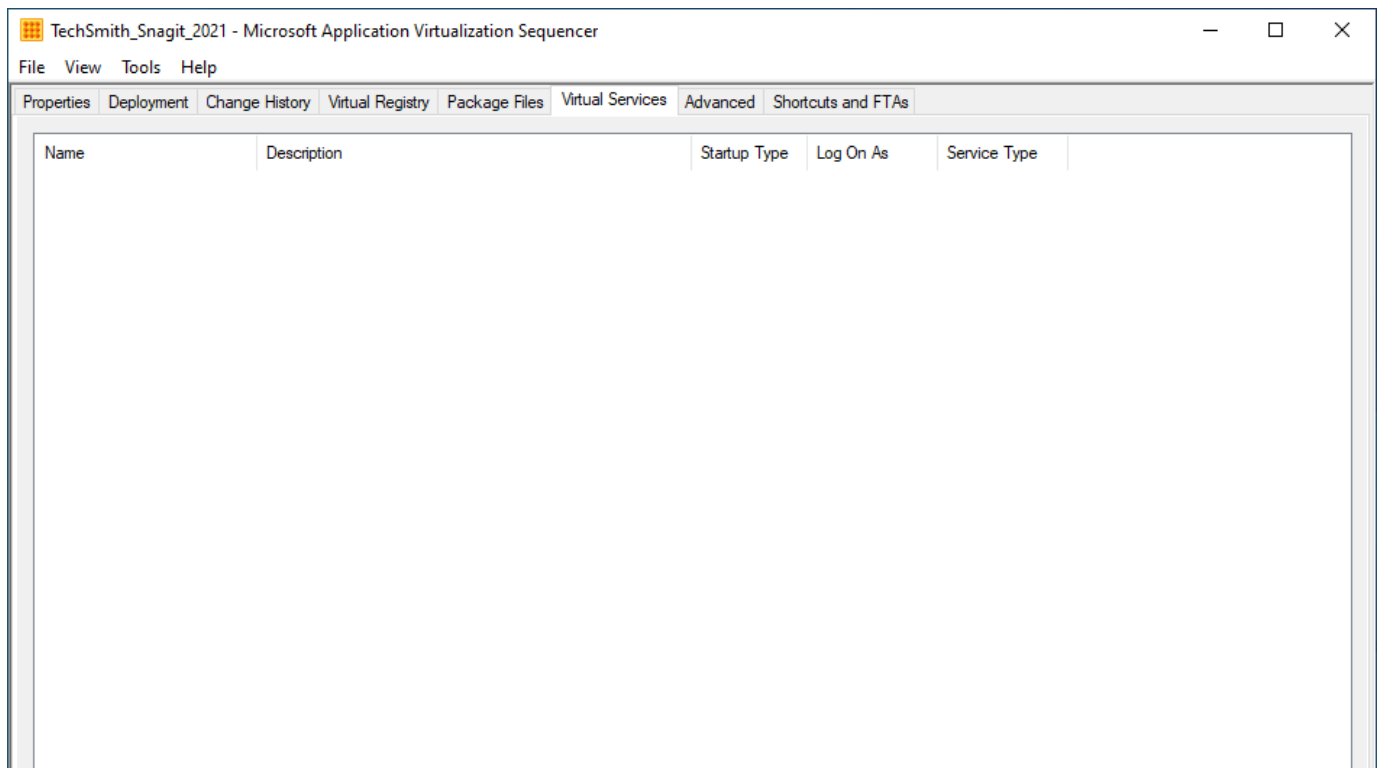 TechSmith_Snagit_2021 - Microsoft Application Virtualization Sequencer
File View Tools Help
Properties Deployment Change History Virtual Registry Package Files Virtual Services Advanced Shortcuts and FTAs
Name Description Startup Type Log On As Service Type